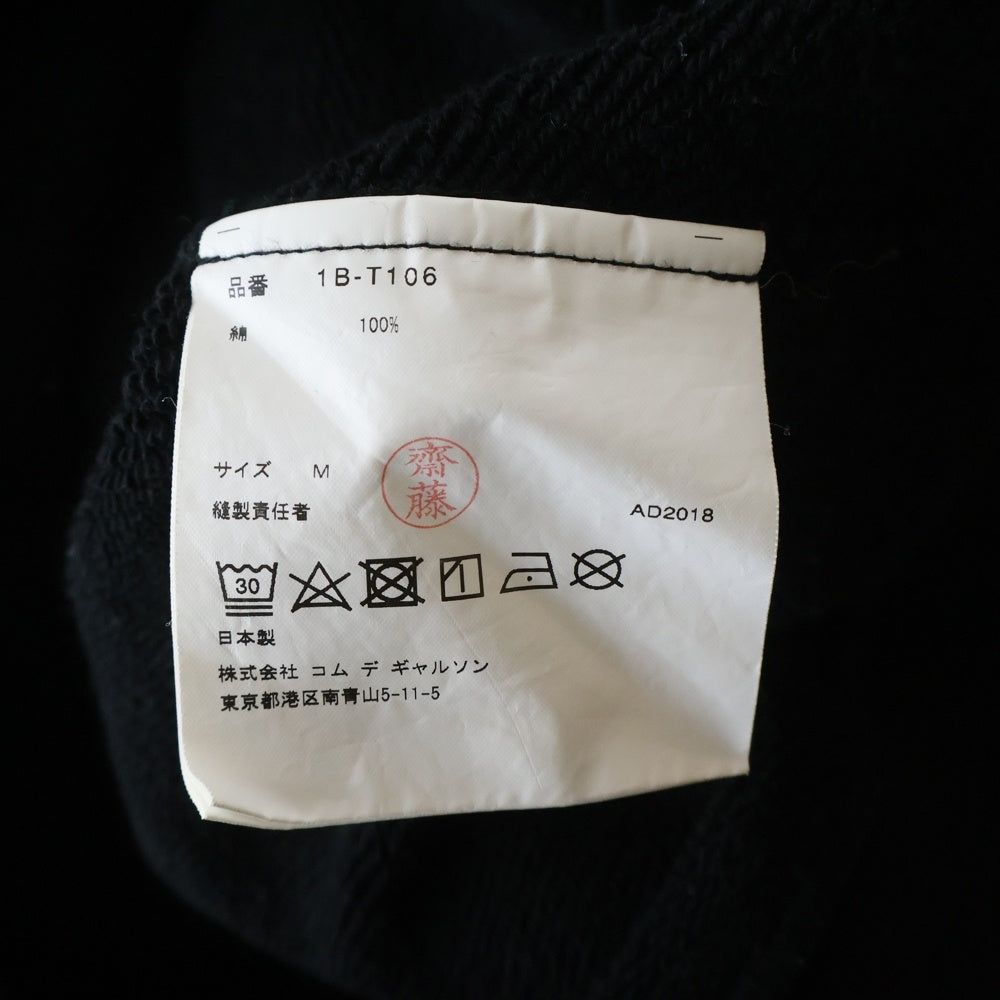 品番 1B-T106
綿 100%
サイズ M
齋藤
縫製責任者
AD2018
30
日本製
株式会社 コム デ ギャルソン
東京都港区南青山5-11-5